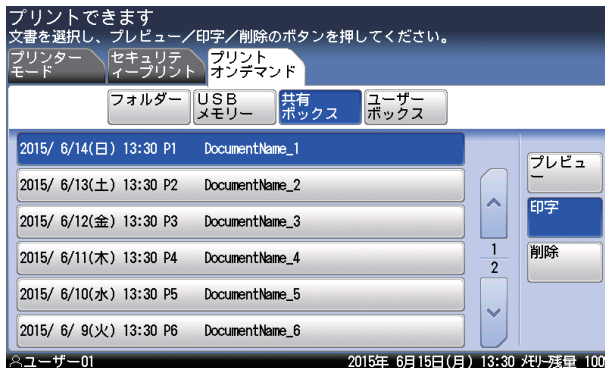 プリントできます
文書を選択し、プレビュー／印字／削除のボタンを押してください。
プリンター
モード
セキュリテ
ィープリント
プリント
オンデマンド
フォルダー
USB
メモリー
共有
ボックス
ユーザー
ボックス
2015/ 6/14(日) 13:30 P1 DocumentName_1
2015/ 6/13(土) 13:30 P2 DocumentName_2
2015/ 6/12(金) 13:30 P3 DocumentName_3
2015/ 6/11(木) 13:30 P4 DocumentName_4
2015/ 6/10(水) 13:30 P5 DocumentName_5
2015/ 6/ 9(火) 13:30 P6 DocumentName_6
1
2
プレビュ
ー
印字
削除
ユーザー01
2015年 6月15日(月) 13:30 ﾒﾓﾘｰ残量 100